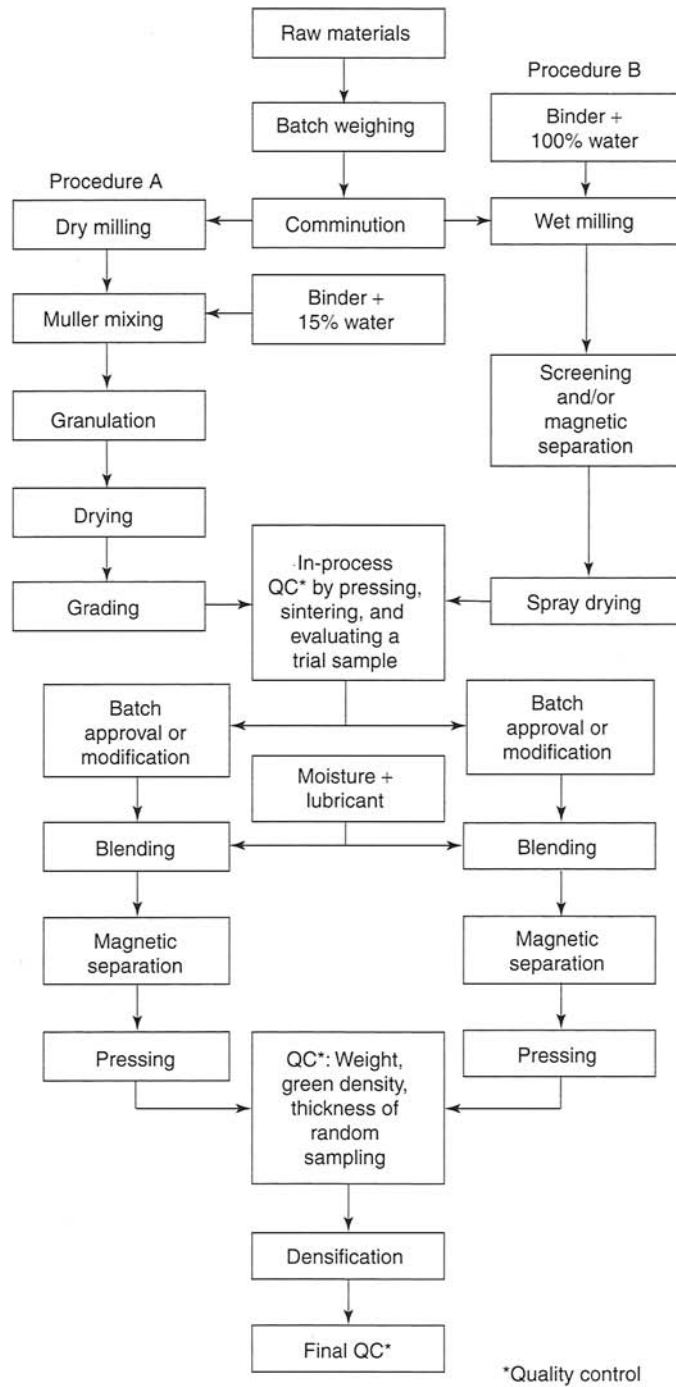 Raw materials
Procedure B
Binder +
100% water
Batch weighing
Procedure A
Dry milling
Comminution
Wet milling
Muller mixing
Binder +
15% water
Screening
and/or
magnetic
separation
Granulation
Drying
In-process
QC* by pressing,
sintering, and
evaluating a
trial sample
Grading
Spray drying
Batch
approval or
modification
Batch
approval or
modification
Moisture +
lubricant
Blending
Blending
Magnetic
separation
Magnetic
separation
Pressing
QC*: Weight,
green density,
thickness of
random
sampling
Pressing
Densification
Final QC*
*Quality control